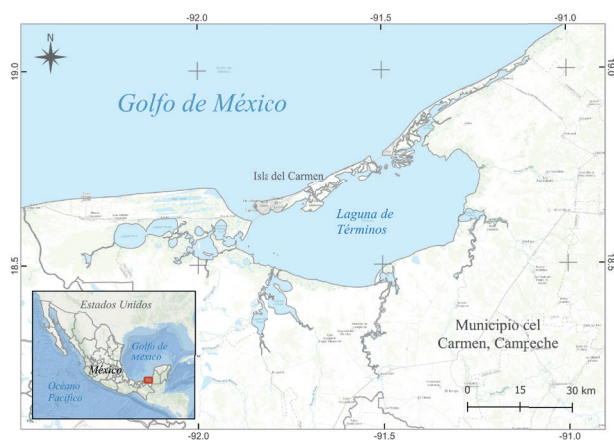 -92.0
-91.5
-91.0
N
19.0
19.0
Golfo de México
Isla del Carmen
Laguna de
Términos
18.5
18.5
Estados Unidos
Golfo de
México
México
Océano
Pacífico
Municipio cel
Carmen, Campeche
0
15
30 km
-92.0
-91.5
-91.0